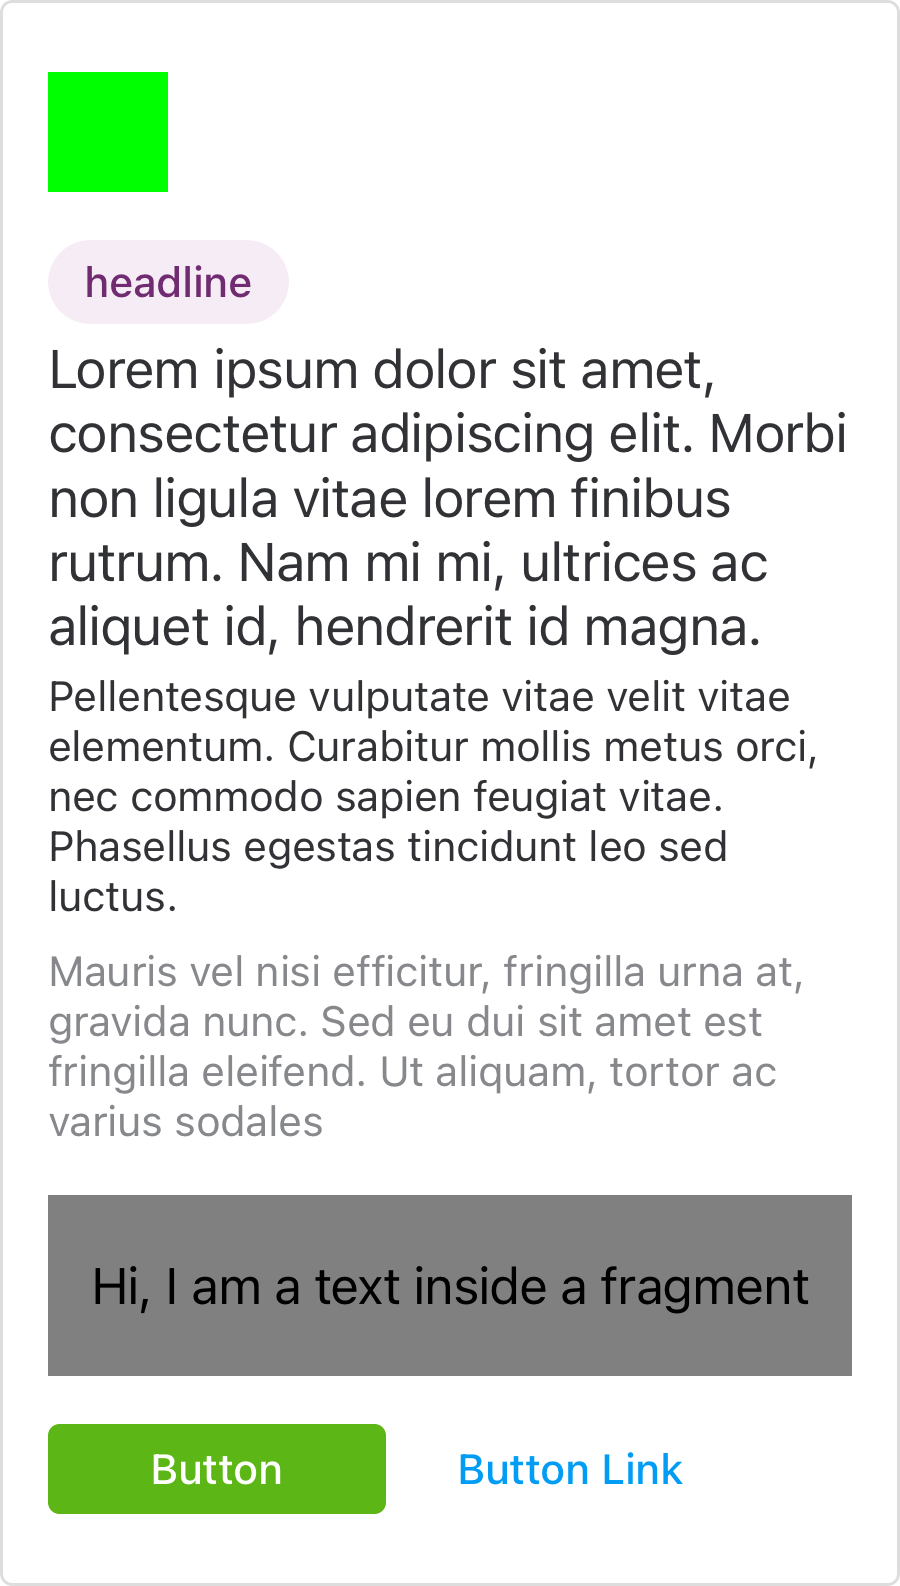 headline
Lorem ipsum dolor sit amet,
consectetur adipiscing elit. Morbi
non ligula vitae lorem finibus
rutrum. Nam mi mi, ultrices ac
aliquet id, hendrerit id magna.
Pellentesque vulputate vitae velit vitae
elementum. Curabitur mollis metus orci,
nec commodo sapien feugiat vitae.
Phasellus egestas tincidunt leo sed
luctus.
Mauris vel nisi efficitur, fringilla urna at,
gravida nunc. Sed eu dui sit amet est
fringilla eleifend. Ut aliquam, tortor ac
varius sodales
Hi, I am a text inside a fragment
Button
Button Link